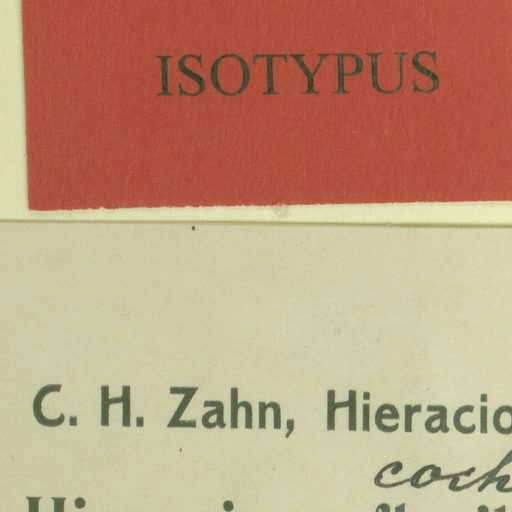 ISOTYPUS
C. H. Zahn, Hieracio
coch